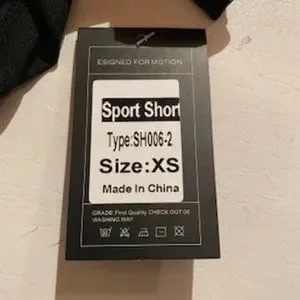 ESIGNED FOR MOTION
Sport Short
Type:SH006-2
Size:XS
Made In China
GRADE: First Quality CHECK OUT:06
WASHING WAY: